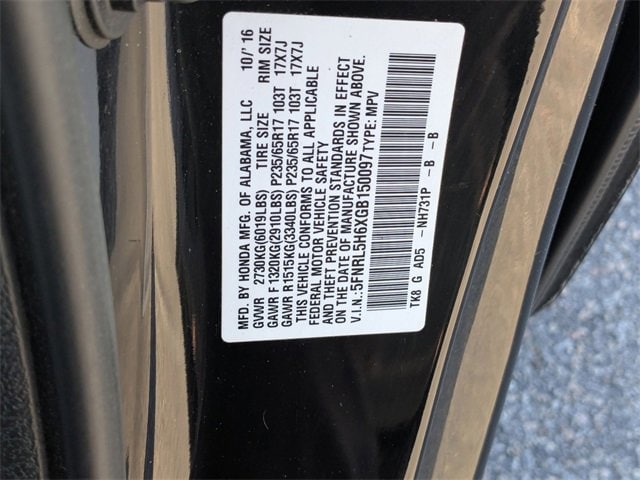 MFD. BY HONDA MFG. OF ALABAMA, LLC 10/ 16
GVWR 2730KG(6019LBS) TIRE SIZE RIM SIZE
GAWR F 1320KG(2910LBS) P235/65R17 103T 17X7J
GAWR R1515KG(3340LBS) P235/65R17 103T 17X7J
THIS VEHICLE CONFORMS TO ALL APPLICABLE
FEDERAL MOTOR VEHICLE SAFETY
AND THEFT PREVENTION STANDARDS IN EFFECT
ON THE DATE OF MANUFACTURE SHOWN ABOVE.
V.I.N.: 5FNRL5H6XGB150097 TYPE: MPV
TK8 G AD5 -NH731P -B -B